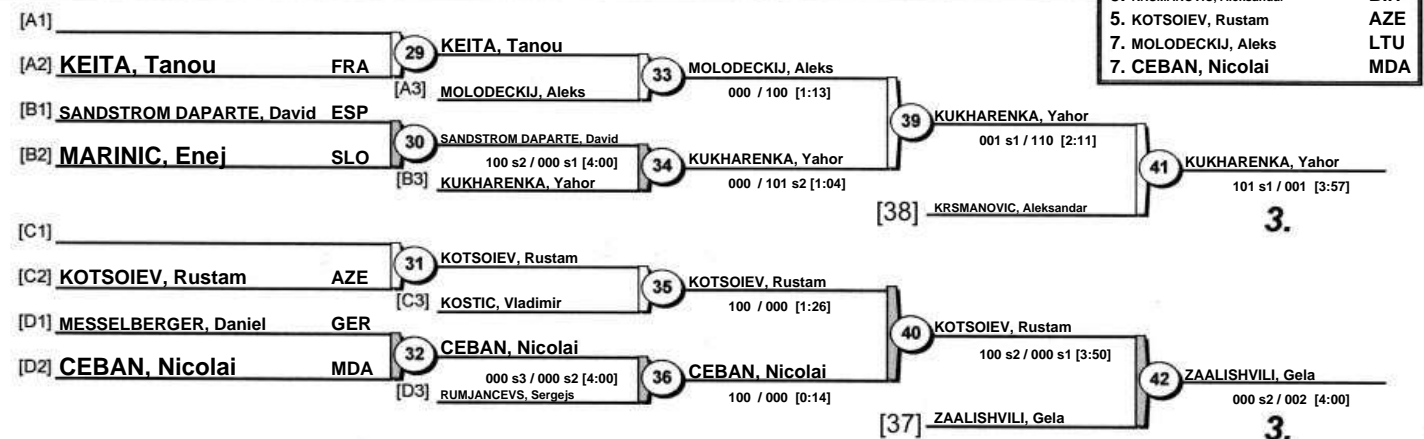 5. KOTSOIEV, Rustam AZE
7. MOLODECKIJ, Aleks LTU
7. CEBAN, Nicolai MDA
[A1]
[A2] KEITA, Tanou FRA
29 KEITA, Tanou
[A3] MOLODECKIJ, Aleks
33 MOLODECKIJ, Aleks
000 / 100 [1:13]
[B1] SANDSTROM DAPARTE, David ESP
[B2] MARINIC, Enej SLO
30 SANDSTROM DAPARTE, David
100 s2 / 000 s1 [4:00]
[B3] KUKHARENKA, Yahor
34 KUKHARENKA, Yahor
000 / 101 s2 [1:04]
39 KUKHARENKA, Yahor
001 s1 / 110 [2:11]
[38] KRSMANOVIC, Aleksandar
41 KUKHARENKA, Yahor
101 s1 / 001 [3:57]
3.
[C1]
[C2] KOTSOIEV, Rustam AZE
31 KOTSOIEV, Rustam
[C3] KOSTIC, Vladimir
35 KOTSOIEV, Rustam
100 / 000 [1:26]
[D1] MESSELBERGER, Daniel GER
[D2] CEBAN, Nicolai MDA
32 CEBAN, Nicolai
000 s3 / 000 s2 [4:00]
[D3] RUMJANCEVS, Sergejs
36 CEBAN, Nicolai
100 / 000 [0:14]
40 KOTSOIEV, Rustam
100 s2 / 000 s1 [3:50]
[37] ZAALISHVILI, Gela
42 ZAALISHVILI, Gela
000 s2 / 002 [4:00]
3.